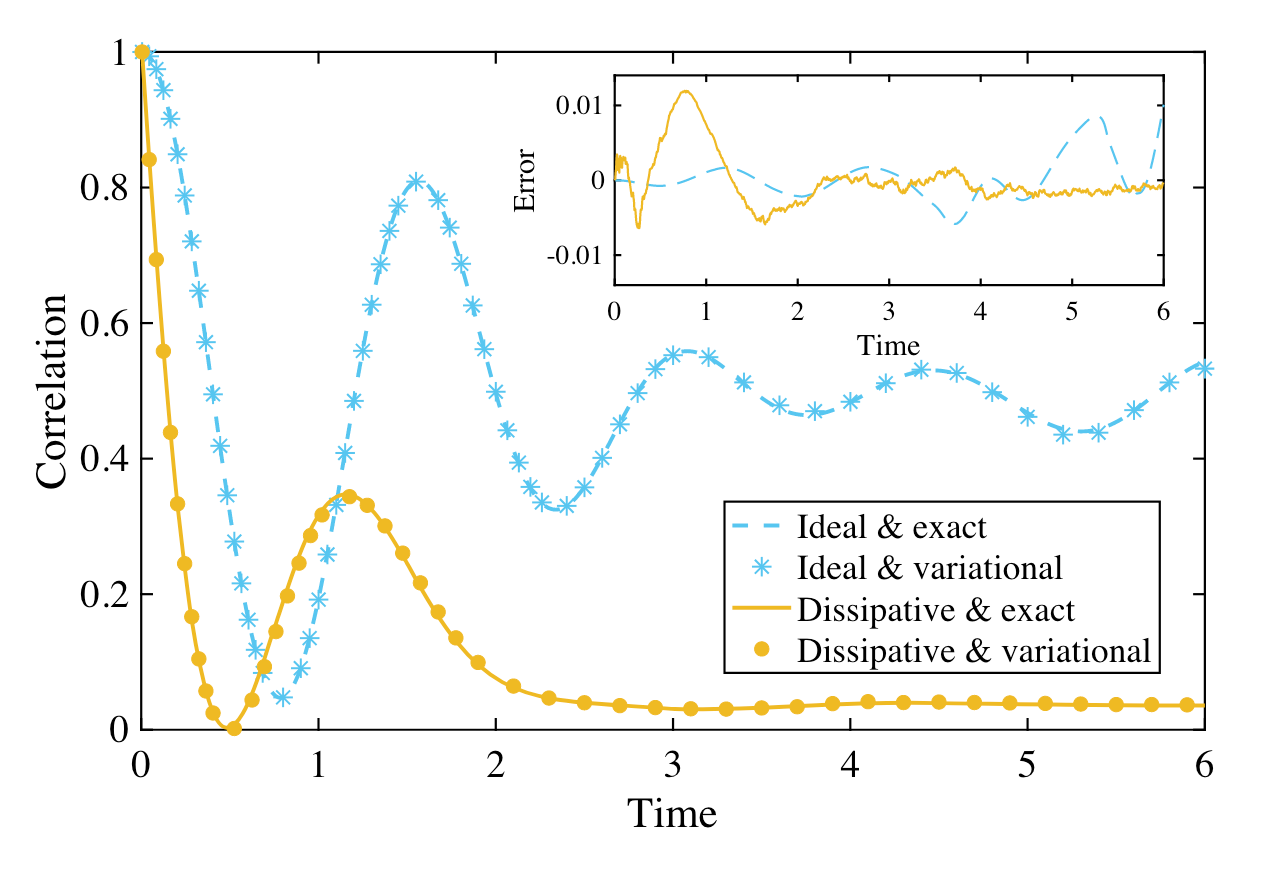 1
0.8
0.6
0.4
0.2
0
Correlation
0 1 2 3 4 5 6
Time
0.01
0
-0.01
Error
0 1 2 3 4 5 6
Time
Ideal & exact
Ideal & variational
Dissipative & exact
Dissipative & variational